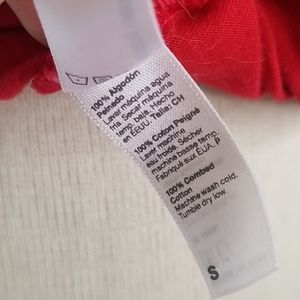 100% Algodón
Peinado
Lavar máquina agua
fría. Secar máquina
temp. baja. Hecho
en EEUU. Talla: CH
100% Coton Peigné
Laver machine
eau froide. Sécher
machine basse temp.
Fabriqué aux ÉUA. P
100% Combed
Cotton
Machine wash cold.
Tumble dry low.
S